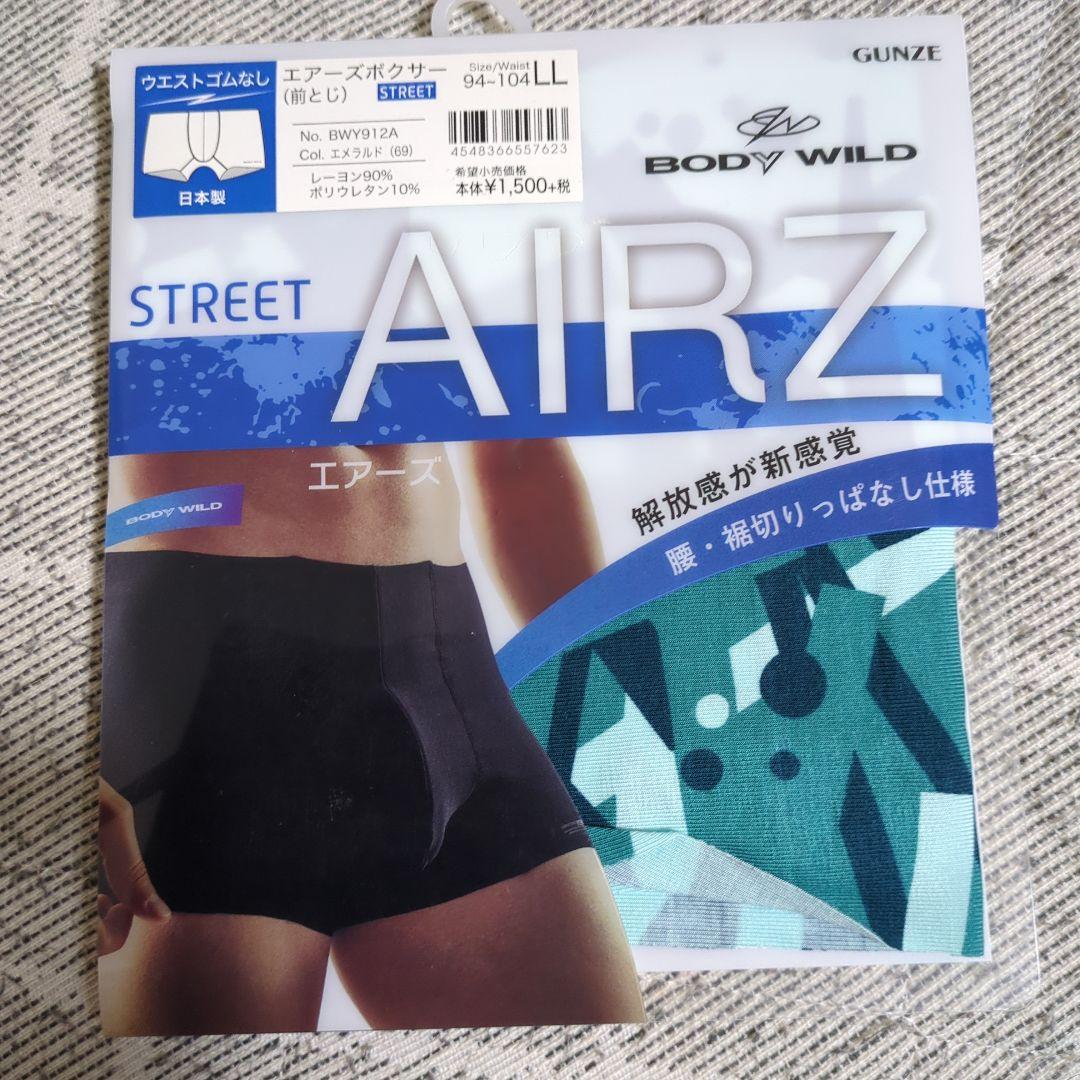 GUNZE
BODY WILD
ウエストゴムなし
日本製
エアーズボクサー
(前とじ) STREET
Size/Waist
94~104 LL
No. BWY912A
Col. エメラルド (69)
レーヨン90%
ポリウレタン10%
4548366557623
希望小売価格
本体¥1,500+税
STREET
AIRZ
エアーズ
BODY WILD
解放感が新感覚
腰・裾切りっぱなし仕様